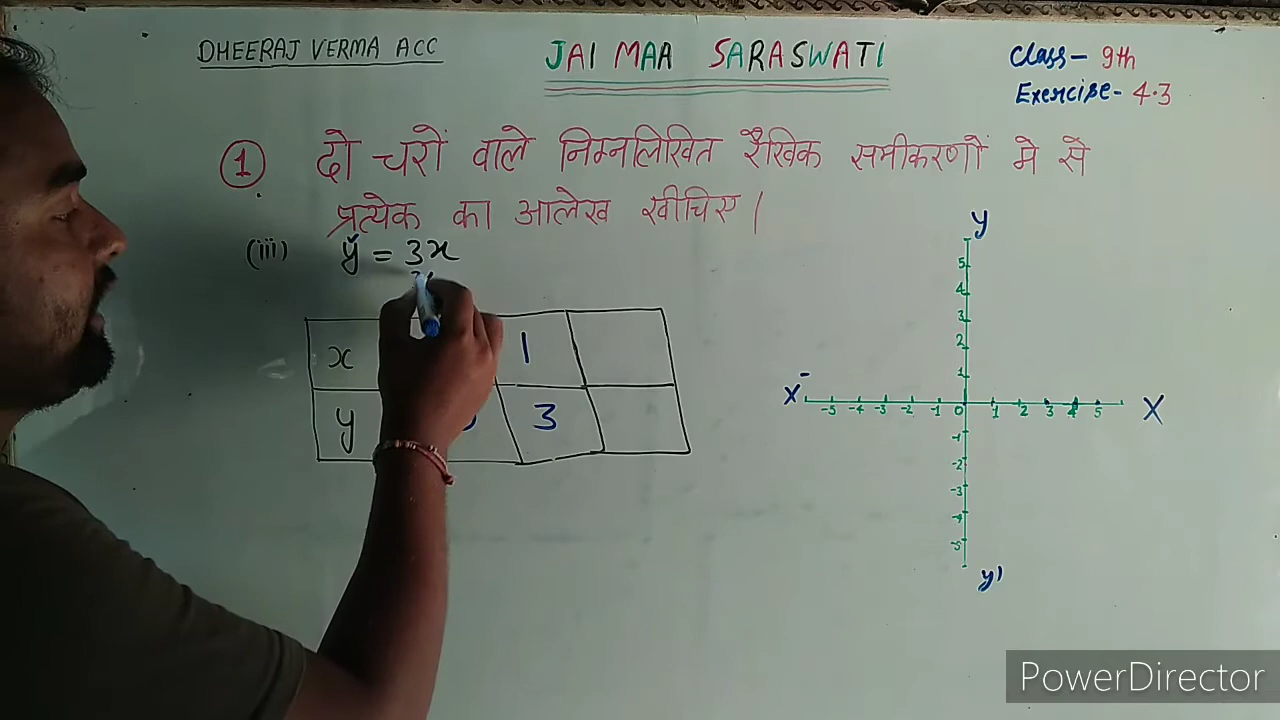 DHEERAJ VERMA ACC
JAI MAA SARASWATI
Class- 9th
Exercise- 4.3
1 दो चरों वाले निम्नलिखित रैखिक समीकरणों मे से
प्रत्येक का आलेख खीचिए।
(iii) y = 3x
x 1
y 3
y
5
4
3
2
1
X- -5 -4 -3 -2 -1 0 1 2 3 4 5 X
-1
-2
-3
-4
-5
y'
PowerDirector